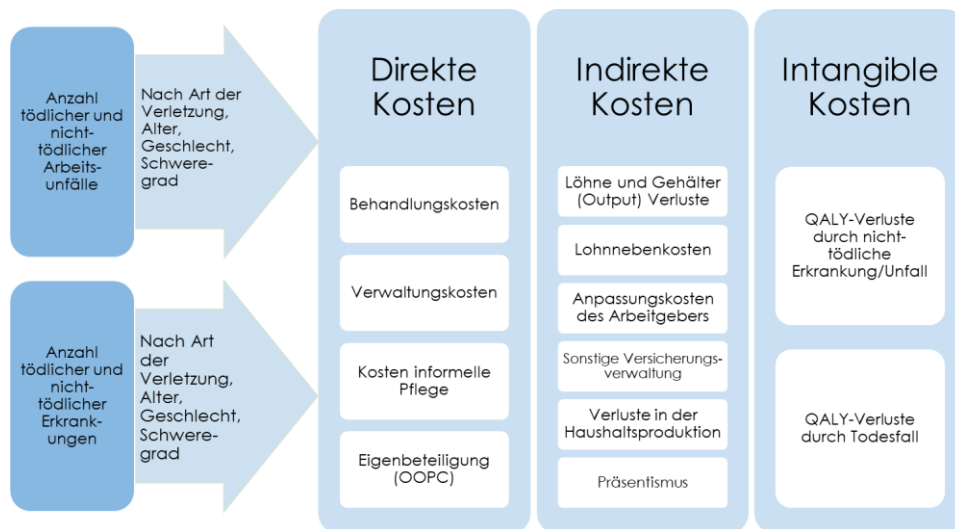 Anzahl
tödlicher und
nicht-
tödlicher
Arbeits-
unfälle
Nach Art der
Verletzung,
Alter,
Geschlecht,
Schwere-
grad
Anzahl
tödlicher und
nicht-
tödlicher
Erkrank-
ungen
Nach Art
der
Verletzung,
Alter,
Geschlecht,
Schwere-
grad
Direkte
Kosten
Behandlungskosten
Verwaltungskosten
Kosten informelle
Pflege
Eigenbeteiligung
(OOPC)
Indirekte
Kosten
Löhne und Gehälter
(Output) Verluste
Lohnnebenkosten
Anpassungskosten
des Arbeitgebers
Sonstige Versicherungs-
verwaltung
Verluste in der
Haushaltsproduktion
Präsentismus
Intangible
Kosten
QALY-Verluste
durch nicht-
tödliche
Erkrankung/Unfall
QALY-Verluste
durch Todesfall